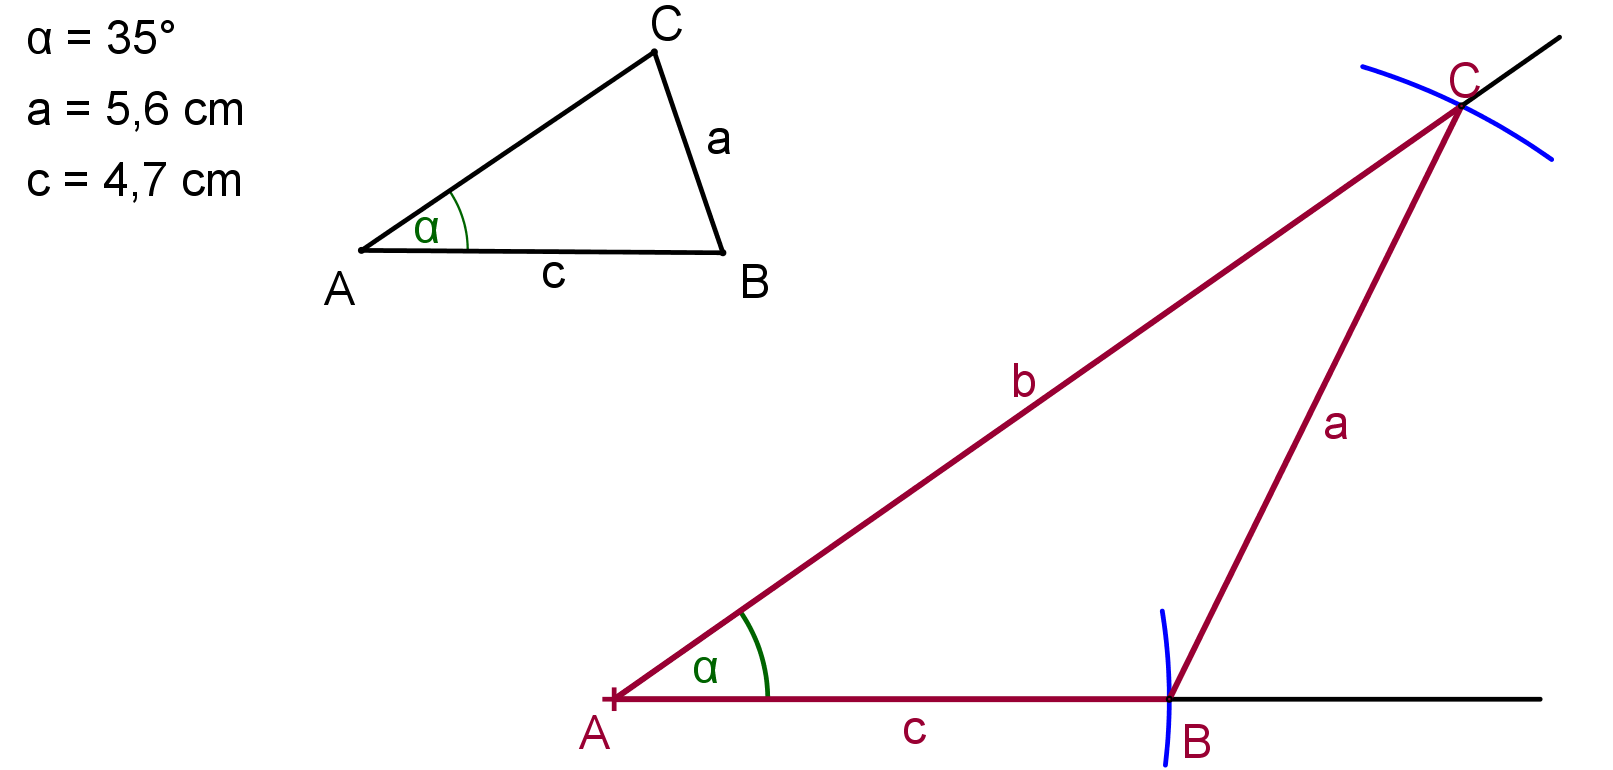 α = 35°
a = 5,6 cm
c = 4,7 cm
C
a
α
c
A
B
C
b
a
α
A
c
B